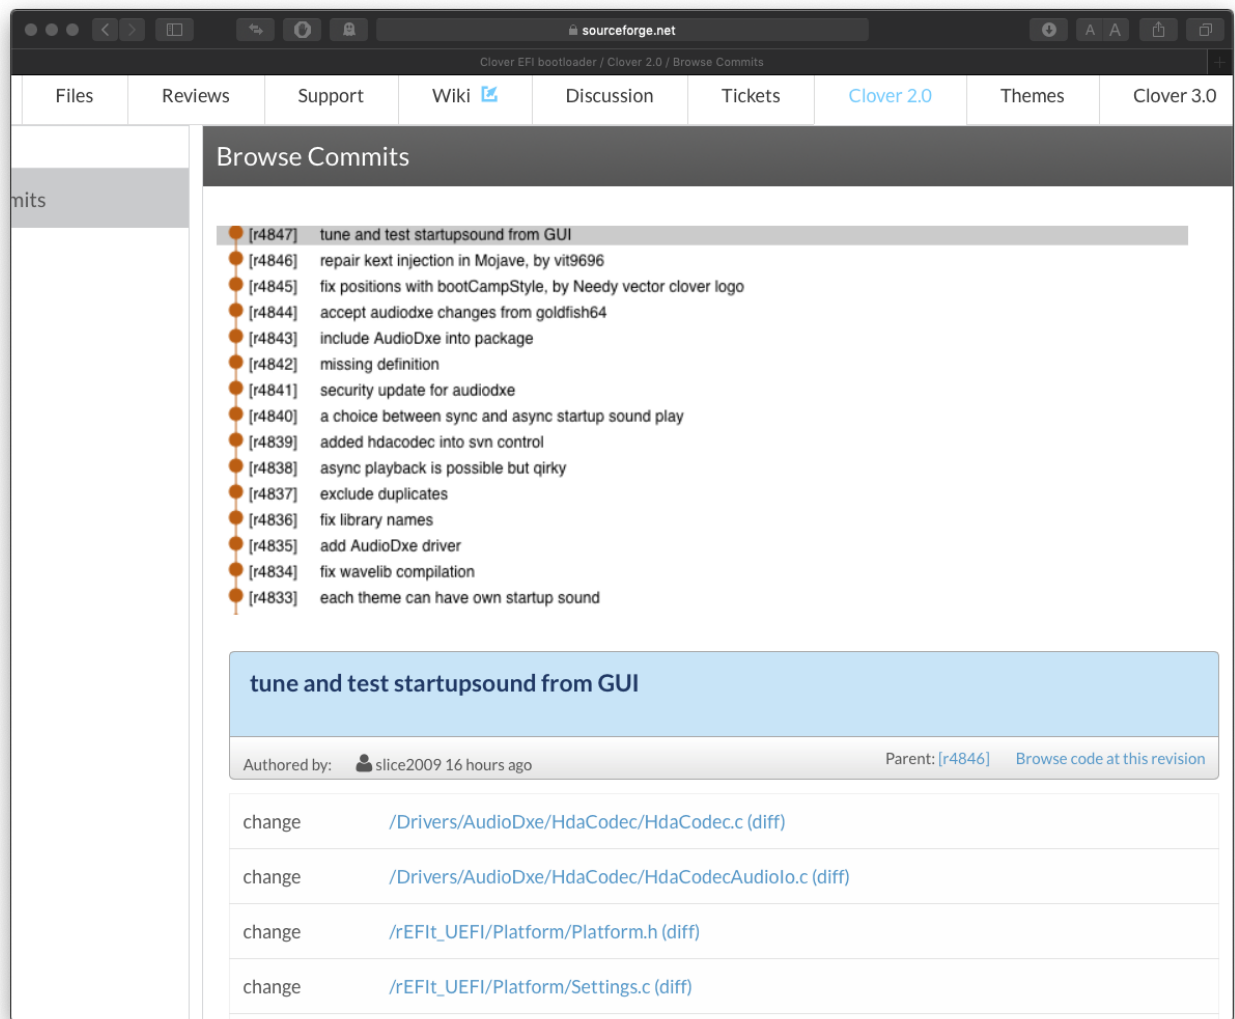 sourceforge.net
A A
Clover EFI bootloader / Clover 2.0 / Browse Commits
Files Reviews Support Wiki Discussion Tickets Clover 2.0 Themes Clover 3.0
mits
Browse Commits
[r4847] tune and test startupsound from GUI
[r4846] repair kext injection in Mojave, by vit9696
[r4845] fix positions with bootCampStyle, by Needy vector clover logo
[r4844] accept audiodxe changes from goldfish64
[r4843] include AudioDxe into package
[r4842] missing definition
[r4841] security update for audiodxe
[r4840] a choice between sync and async startup sound play
[r4839] added hdacodec into svn control
[r4838] async playback is possible but qirky
[r4837] exclude duplicates
[r4836] fix library names
[r4835] add AudioDxe driver
[r4834] fix wavelib compilation
[r4833] each theme can have own startup sound
tune and test startupsound from GUI
Authored by: slice2009 16 hours ago Parent: [r4846] Browse code at this revision
change /Drivers/AudioDxe/HdaCodec/HdaCodec.c (diff)
change /Drivers/AudioDxe/HdaCodec/HdaCodecAudioIo.c (diff)
change /rEFIt_UEFI/Platform/Platform.h (diff)
change /rEFIt_UEFI/Platform/Settings.c (diff)